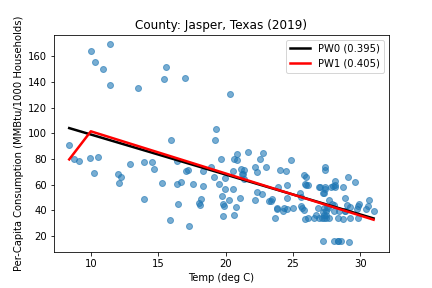 County: Jasper, Texas (2019)
PW0 (0.395)
PW1 (0.405)
Per-Capita Consumption (MMBtu/1000 Households)
160
140
120
100
80
60
40
20
10 15 20 25 30
Temp (deg C)